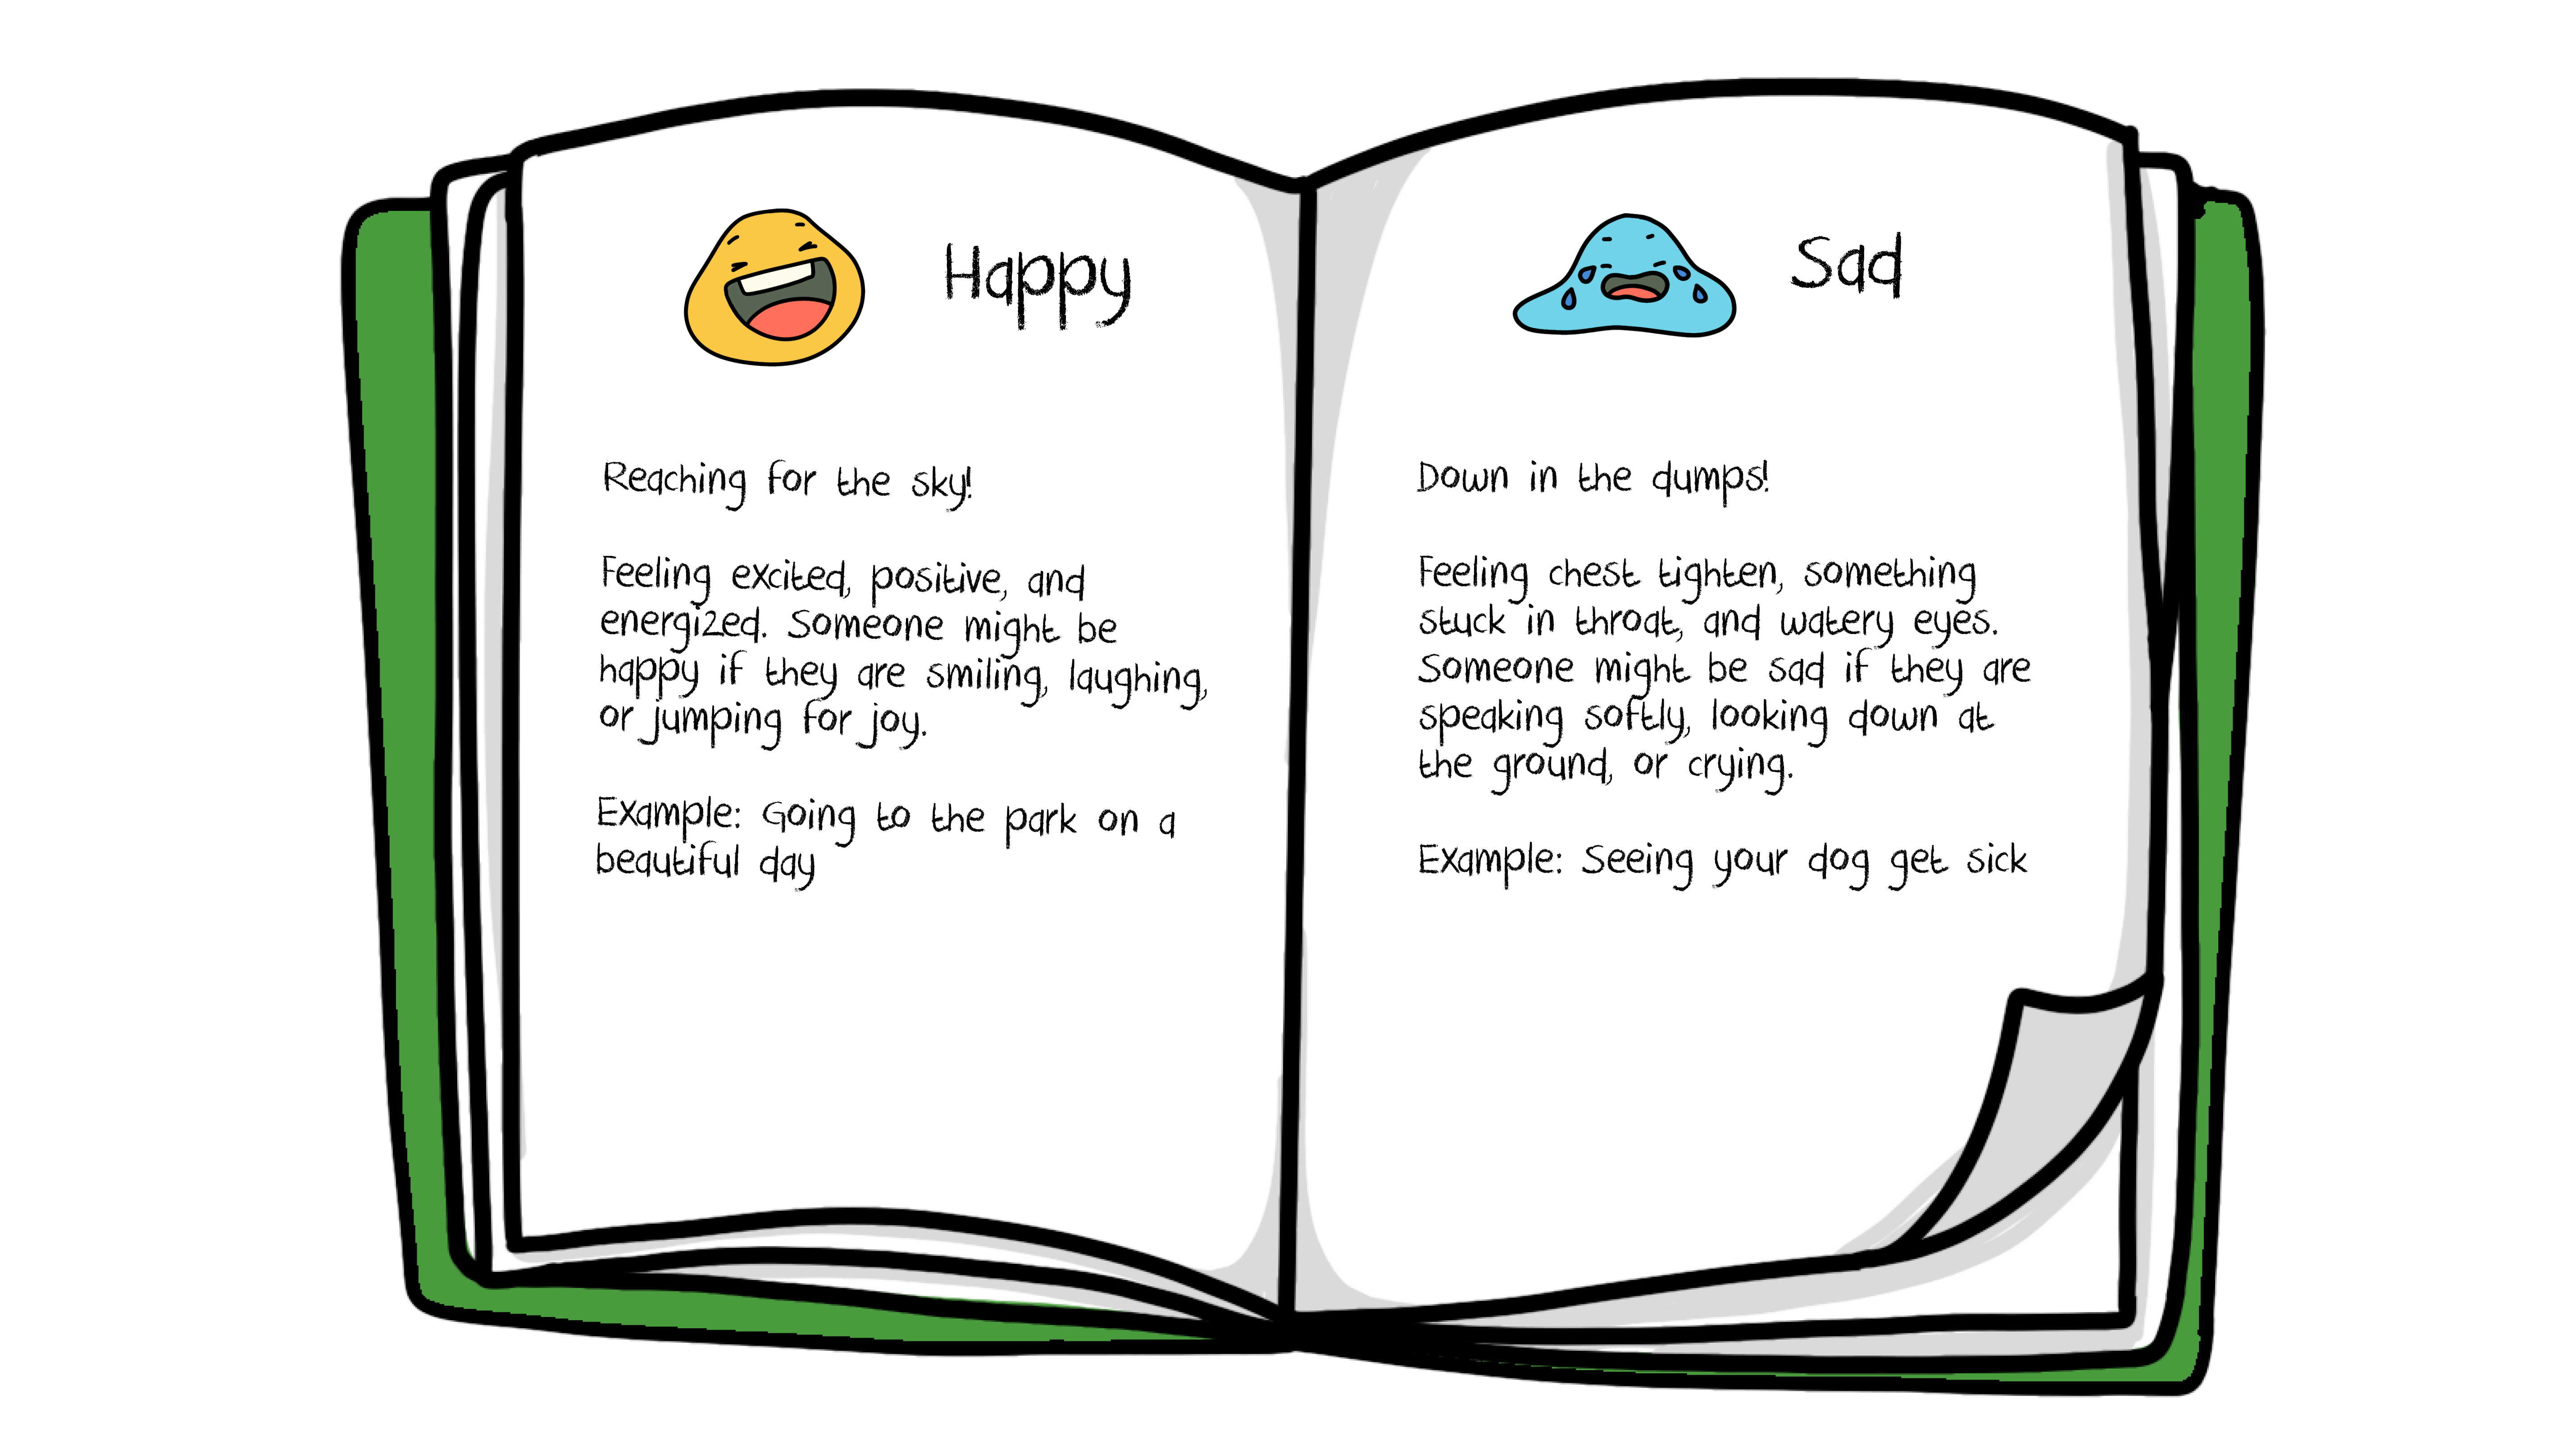 Happy
Reaching for the sky!
Feeling excited, positive, and
energized. Someone might be
happy if they are smiling, laughing,
or jumping for joy.
Example: Going to the park on a
beautiful day
Sad
Down in the dumps!
Feeling chest tighten, something
stuck in throat, and watery eyes.
Someone might be sad if they are
speaking softly, looking down at
the ground, or crying.
Example: Seeing your dog get sick